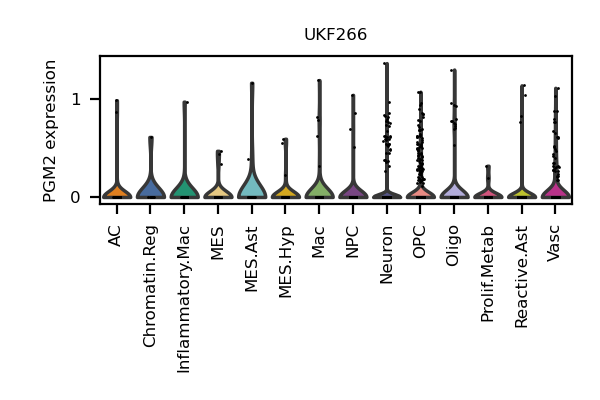 UKF266
PGM2 expression
1
0
AC
Chromatin.Reg
Inflammatory.Mac
MES
MES.Ast
MES.Hyp
Mac
NPC
Neuron
OPC
Oligo
Prolif.Metab
Reactive.Ast
Vasc